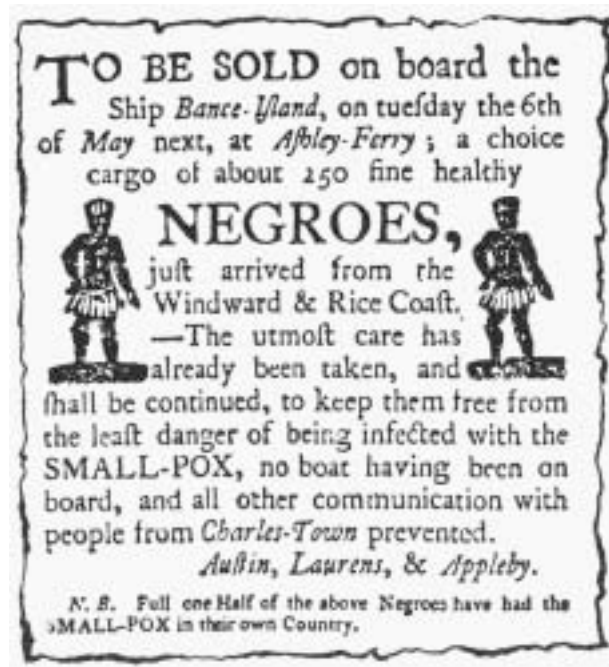 TO BE SOLD on board the
Ship Bance-Iſland, on tueſday the 6th
of May next, at Aſhley-Ferry; a choice
cargo of about 250 fine healthy
NEGROES,
juſt arrived from the
Windward & Rice Coaſt.
—The utmoſt care has
already been taken, and
ſhall be continued, to keep them free from
the leaſt danger of being infected with the
SMALL-POX, no boat having been on
board, and all other communication with
people from Charles-Town prevented.
Auſtin, Laurens, & Appleby.
N. B. Full one Half of the above Negroes have had the
SMALL-POX in their own Country.